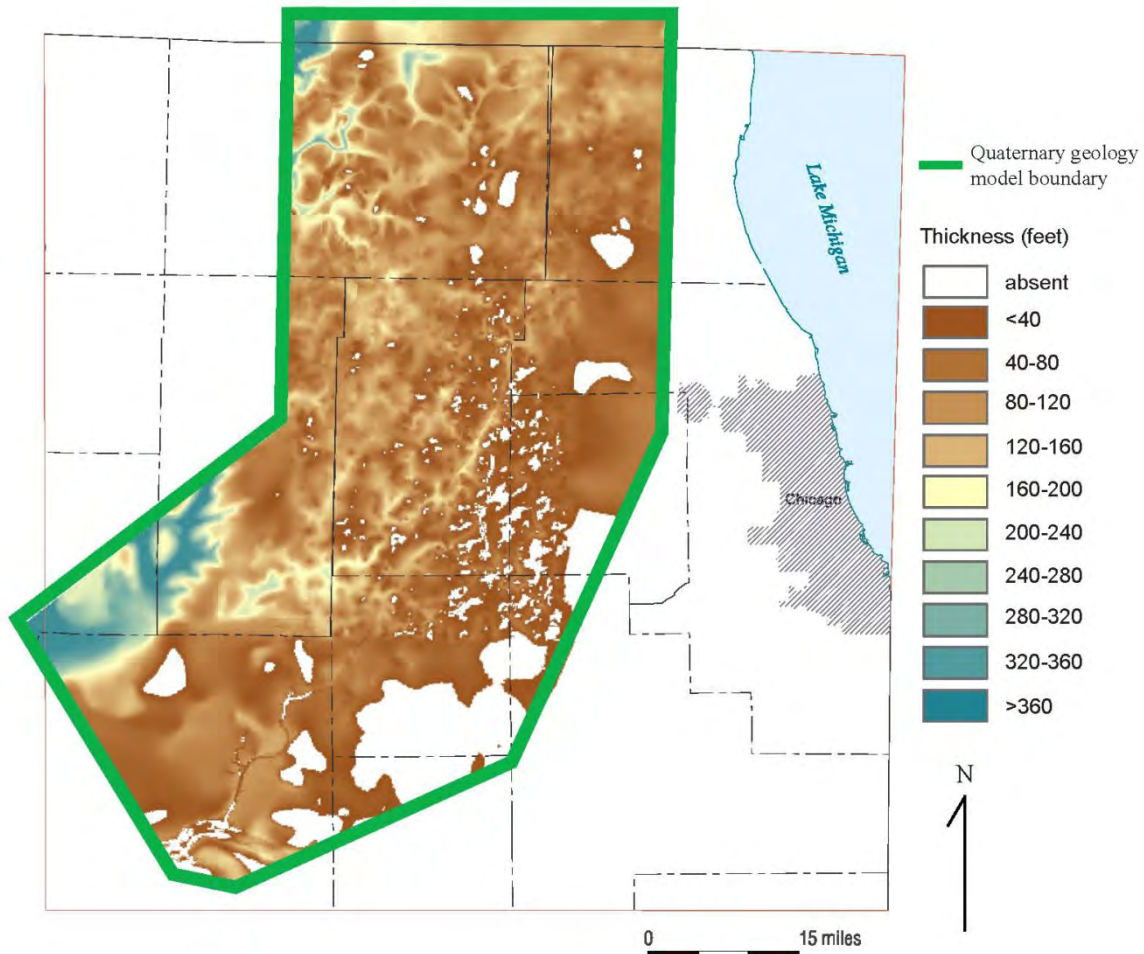 Lake Michigan
Chicago
Quaternary geology
model boundary
Thickness (feet)
absent
<40
40-80
80-120
120-160
160-200
200-240
240-280
280-320
320-360
>360
N
0 15 miles